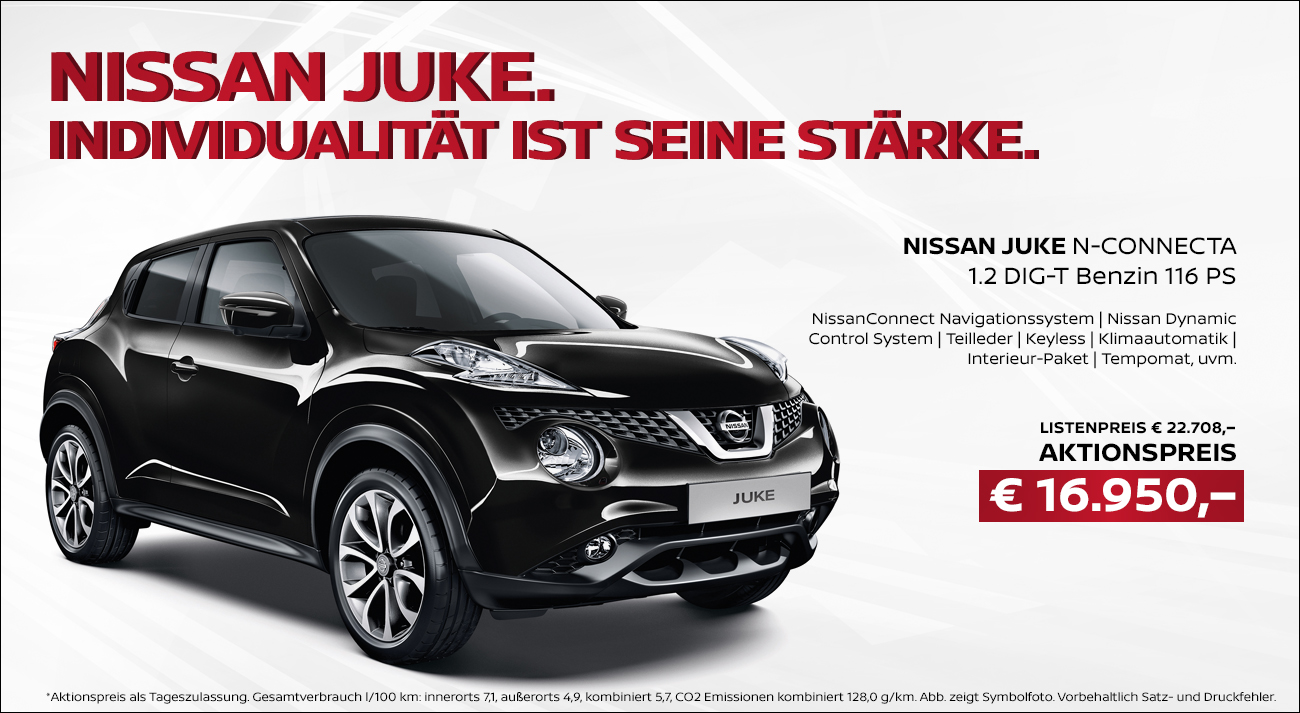 NISSAN JUKE.
INDIVIDUALITÄT IST SEINE STÄRKE.
NISSAN JUKE N-CONNECTA
1.2 DIG-T Benzin 116 PS
NissanConnect Navigationssystem | Nissan Dynamic
Control System | Teilleder | Keyless | Klimaautomatik |
Interieur-Paket | Tempomat, uvm.
LISTENPREIS € 22.708,–
AKTIONSPREIS
€ 16.950,–
NISSAN
JUKE
*Aktionspreis als Tageszulassung. Gesamtverbrauch l/100 km: innerorts 7,1, außerorts 4,9, kombiniert 5,7, CO2 Emissionen kombiniert 128,0 g/km. Abb. zeigt Symbolfoto. Vorbehaltlich Satz- und Druckfehler.